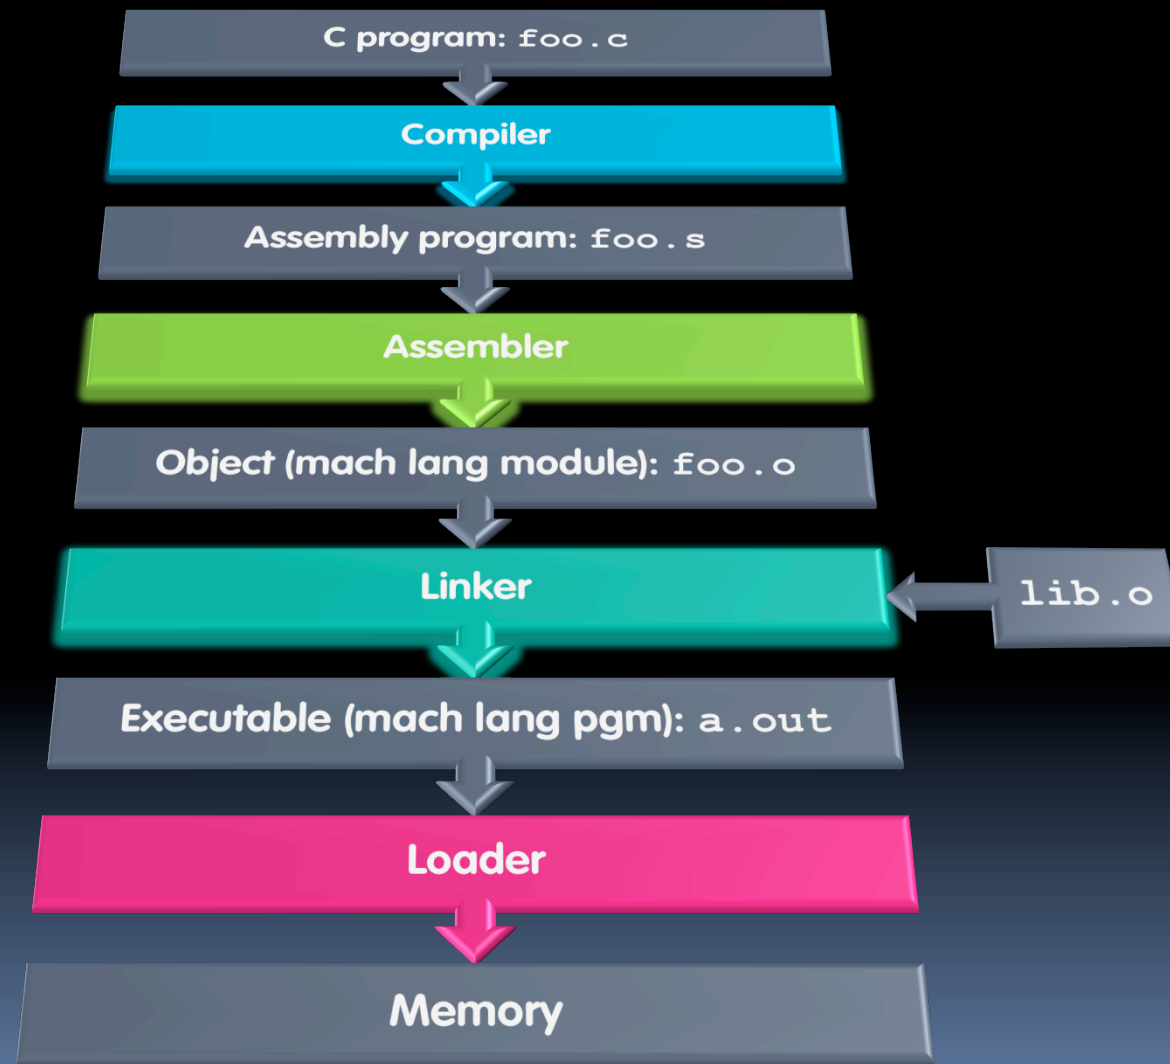 C program: foo.c
Compiler
Assembly program: foo.s
Assembler
Object (mach lang module): foo.o
Linker
lib.o
Executable (mach lang pgm): a.out
Loader
Memory